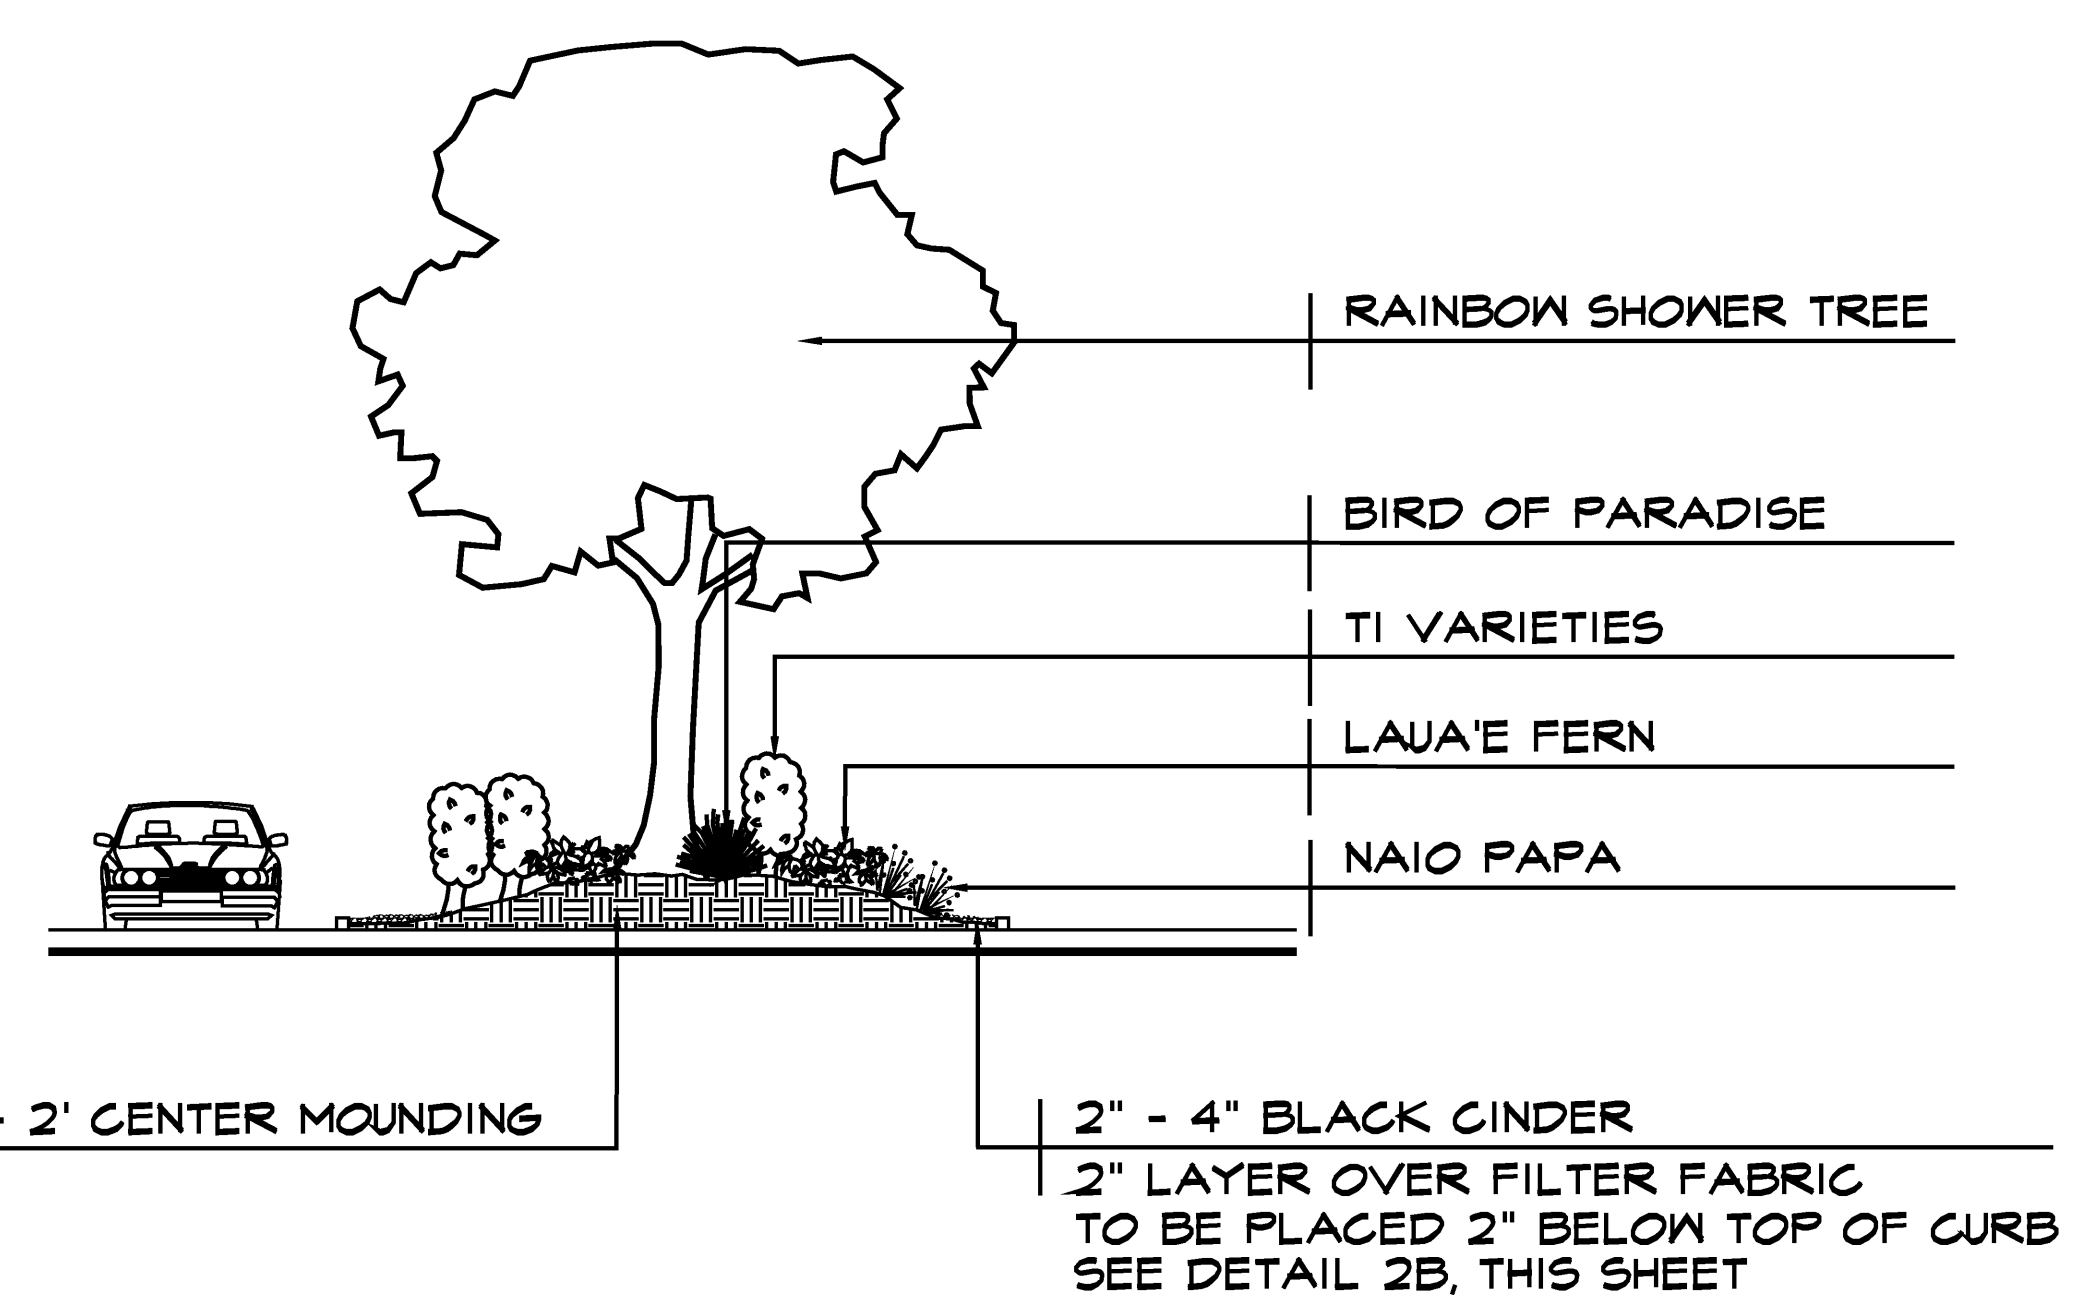 RAINBOW SHOWER TREE
BIRD OF PARADISE
TI VARIETIES
LAUA'E FERN
NAIO PAPA
- 2' CENTER MOUNDING
2" - 4" BLACK CINDER
2" LAYER OVER FILTER FABRIC
TO BE PLACED 2" BELOW TOP OF CURB
SEE DETAIL 2B, THIS SHEET